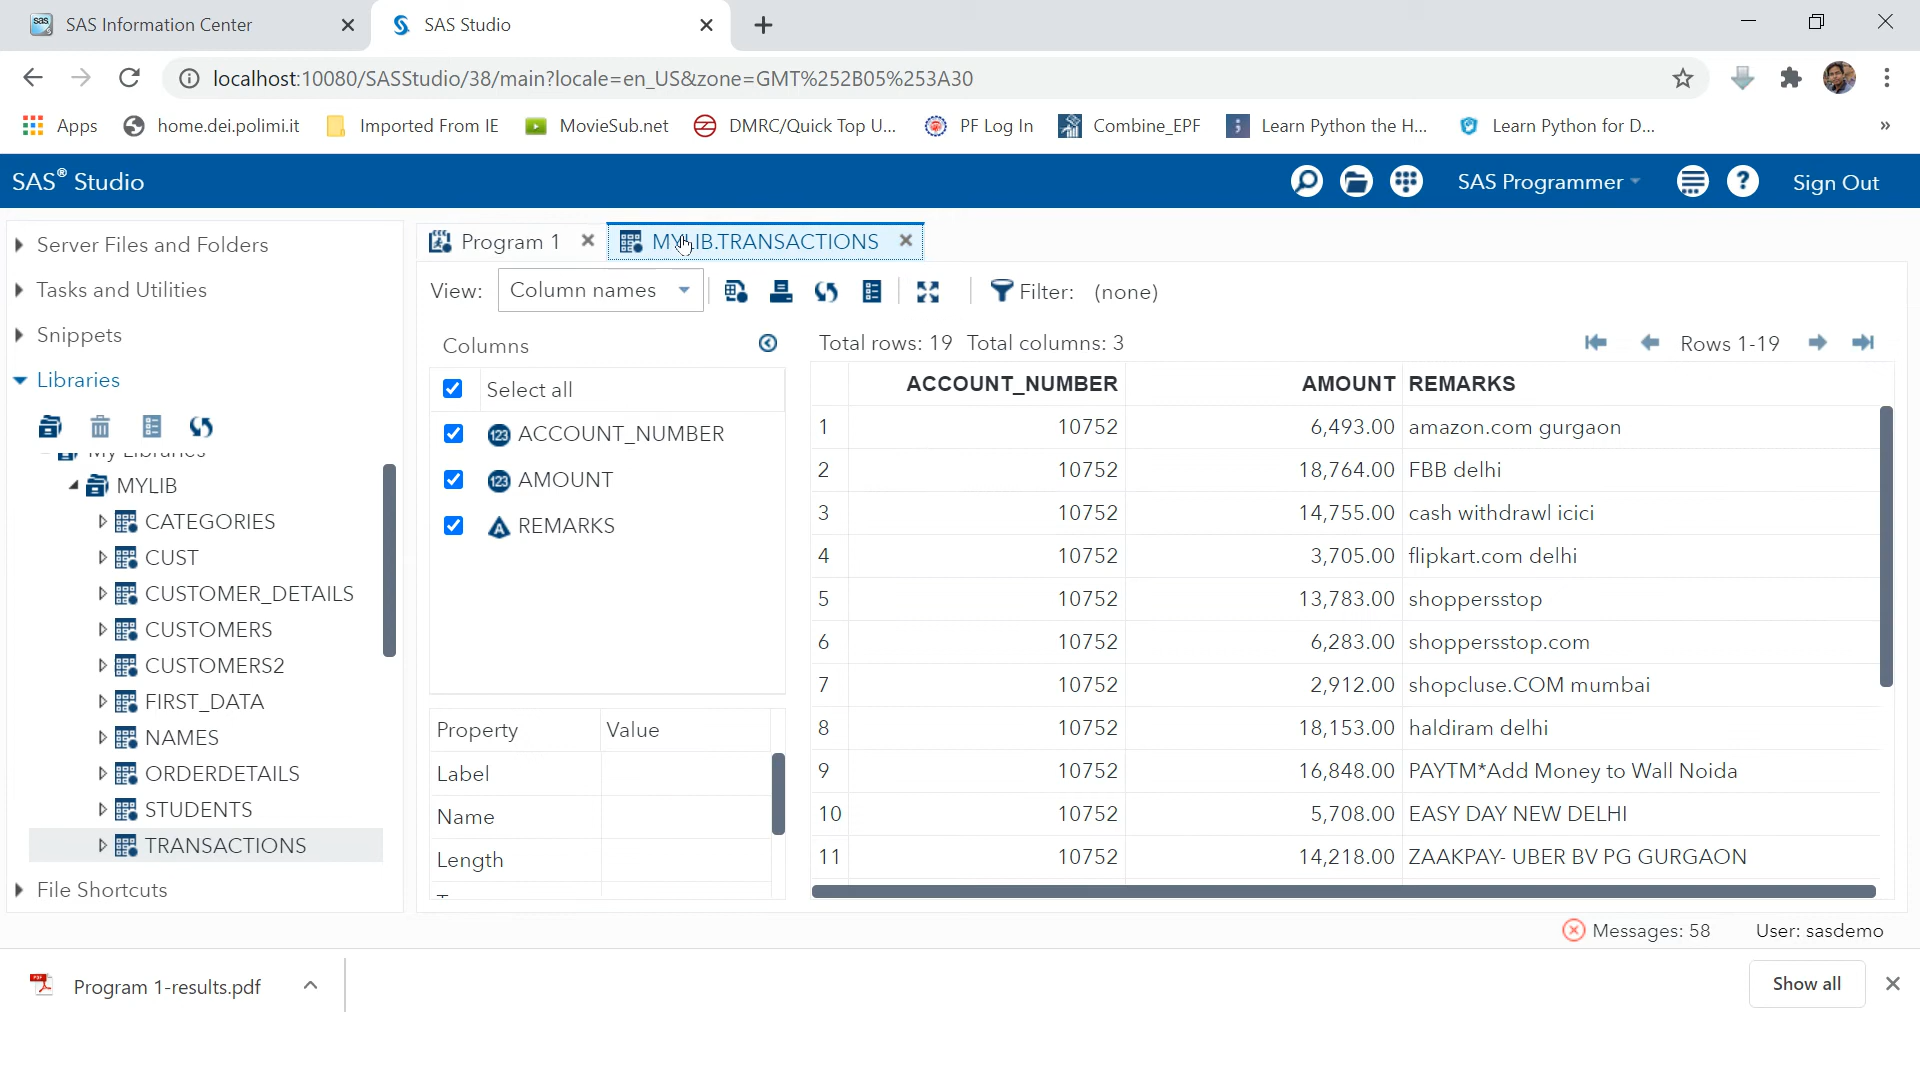 SAS Information Center
SAS Studio
localhost:10080/SASStudio/38/main?locale=en_US&zone=GMT%252B05%253A30
Apps
home.dei.polimi.it
Imported From IE
MovieSub.net
DMRC/Quick Top U...
PF Log In
Combine_EPF
Learn Python the H...
Learn Python for D...
»
SAS® Studio
SAS Programmer
Sign Out
Server Files and Folders
Tasks and Utilities
Snippets
Libraries
My Libraries
MYLIB
CATEGORIES
CUST
CUSTOMER_DETAILS
CUSTOMERS
CUSTOMERS2
FIRST_DATA
NAMES
ORDERDETAILS
STUDENTS
TRANSACTIONS
File Shortcuts
Program 1
MYLIB.TRANSACTIONS
View: Column names
Filter: (none)
Columns
Select all
123 ACCOUNT_NUMBER
123 AMOUNT
A REMARKS
Property Value
Label
Name
Length
Total rows: 19 Total columns: 3
Rows 1-19
ACCOUNT_NUMBER AMOUNT REMARKS
1 10752 6,493.00 amazon.com gurgaon
2 10752 18,764.00 FBB delhi
3 10752 14,755.00 cash withdrawl icici
4 10752 3,705.00 flipkart.com delhi
5 10752 13,783.00 shoppersstop
6 10752 6,283.00 shoppersstop.com
7 10752 2,912.00 shopcluse.COM mumbai
8 10752 18,153.00 haldiram delhi
9 10752 16,848.00 PAYTM*Add Money to Wall Noida
10 10752 5,708.00 EASY DAY NEW DELHI
11 10752 14,218.00 ZAAKPAY- UBER BV PG GURGAON
Messages: 58
User: sasdemo
Program 1-results.pdf
Show all